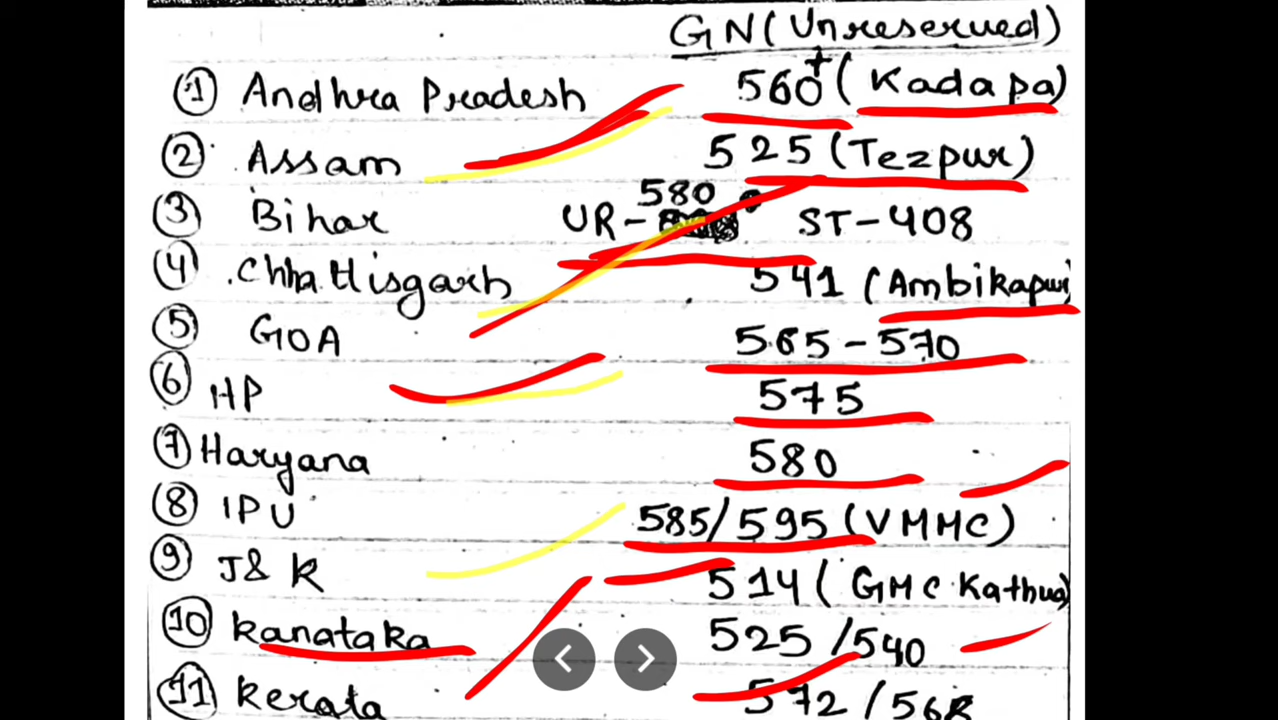 GN (Unreserved)
① Andhra Pradesh 560+ (Kadapa)
② Assam 525 (Tezpur)
③ Bihar UR - 580 ST - 408
④ Chhattisgarh 541 (Ambikapur)
⑤ GOA 565 - 570
⑥ HP 575
⑦ Haryana 580
⑧ IPU 585/595 (VMMC)
⑨ J&K 514 (GMC Kathua)
⑩ Kanataka 525/540
⑪ Kerata 572/568